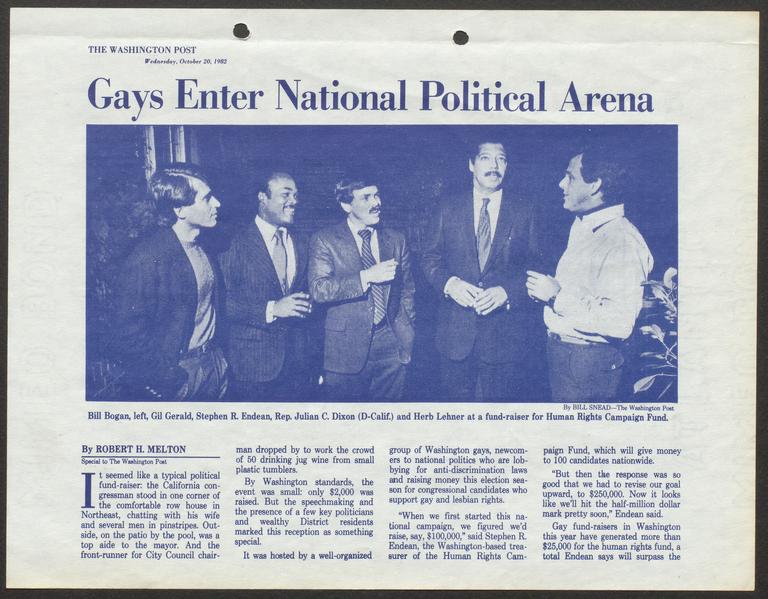 THE WASHINGTON POST
Wednesday, October 20, 1982
Gays Enter National Political Arena
By BILL SNEAD—The Washington Post
Bill Bogan, left, Gil Gerald, Stephen R. Endean, Rep. Julian C. Dixon (D-Calif.) and Herb Lehner at a fund-raiser for Human Rights Campaign Fund.
By ROBERT H. MELTON
Special to The Washington Post
It seemed like a typical political
fund-raiser: the California con-
gressman stood in one corner of
the comfortable row house in
Northeast, chatting with his wife
and several men in pinstripes. Out-
side, on the patio by the pool, was a
top aide to the mayor. And the
front-runner for City Council chair-
man dropped by to work the crowd
of 50 drinking jug wine from small
plastic tumblers.
By Washington standards, the
event was small: only $2,000 was
raised. But the speechmaking and
the presence of a few key politicians
and wealthy District residents
marked this reception as something
special.
It was hosted by a well-organized
group of Washington gays, newcom-
ers to national politics who are lob-
bying for anti-discrimination laws
and raising money this election sea-
son for congressional candidates who
support gay and lesbian rights.
"When we first started this na-
tional campaign, we figured we'd
raise, say, $100,000," said Stephen R.
Endean, the Washington-based trea-
surer of the Human Rights Cam-
paign Fund, which will give money
to 100 candidates nationwide.
"But then the response was so
good that we had to revise our goal
upward, to $250,000. Now it looks
like we'll hit the half-million dollar
mark pretty soon," Endean said.
Gay fund-raisers in Washington
this year have generated more than
$25,000 for the human rights fund, a
total Endean says will surpass the